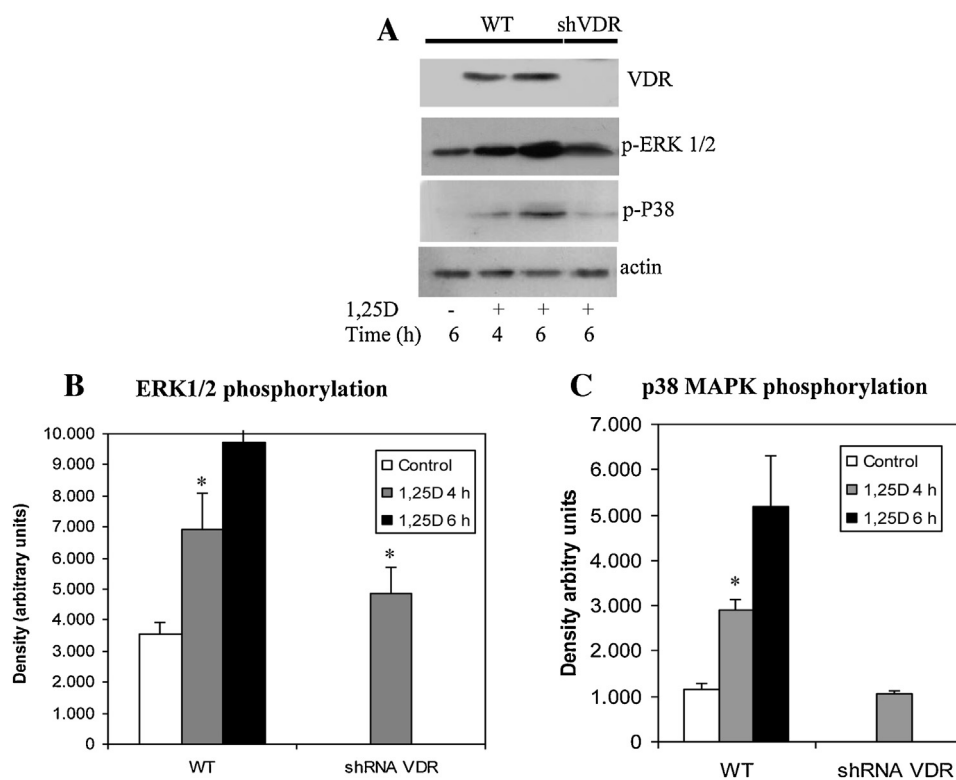 A
WT shVDR
VDR
p-ERK 1/2
p-P38
actin
1,25D - + + +
Time (h) 6 4 6 6
B ERK1/2 phosphorylation
Density (arbitrary units)
10.000
9.000
8.000
7.000
6.000
5.000
4.000
3.000
2.000
1.000
0
*
*
Control
1,25D 4 h
1,25D 6 h
WT shRNA VDR
C p38 MAPK phosphorylation
Density arbitry units
7.000
6.000
5.000
4.000
3.000
2.000
1.000
0
*
Control
1,25D 4 h
1,25D 6 h
WT shRNA VDR